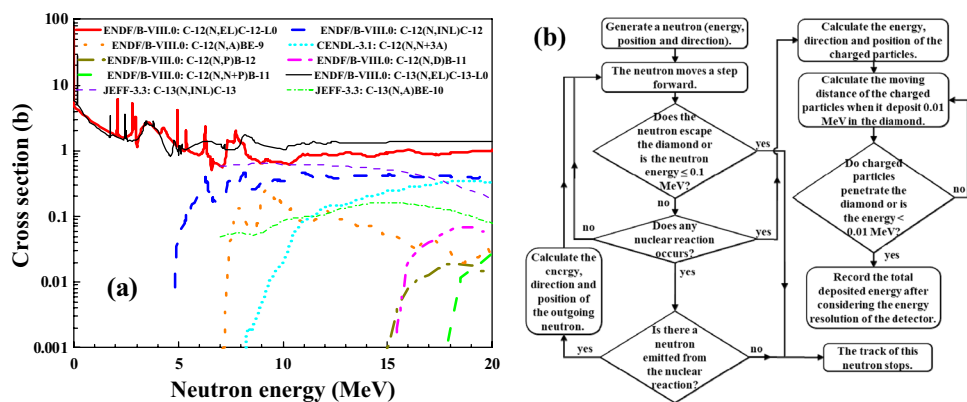 ENDF/B-VIII.0: C-12(N,EL)C-12-L0
ENDF/B-VIII.0: C-12(N,INL)C-12
ENDF/B-VIII.0: C-12(N,A)BE-9
CENDL-3.1: C-12(N,N+3A)
ENDF/B-VIII.0: C-12(N,P)B-12
ENDF/B-VIII.0: C-12(N,D)B-11
ENDF/B-VIII.0: C-12(N,N+P)B-11
ENDF/B-VIII.0: C-13(N,EL)C-13-L0
JEFF-3.3: C-13(N,INL)C-13
JEFF-3.3: C-13(N,A)BE-10
100
10
1
0.1
0.01
0.001
Cross section (b)
(a)
0
5
10
15
20
Neutron energy (MeV)
(b)
Generate a neutron (energy,
position and direction).
The neutron moves a step
forward.
Does the
neutron escape
the diamond or
is the neutron
energy ≤ 0.1
MeV?
yes
no
Does any
nuclear reaction
occurs?
no
yes
yes
Calculate the energy,
direction and
position of
the outgoing
neutron.
Is there a
neutron
emitted from
the nuclear
reaction?
yes
no
The track of this
neutron stops.
Calculate the energy,
direction and position of the
charged particles.
Calculate the moving
distance of the charged
particles when it deposit 0.01
MeV in the diamond.
Do charged
particles
penetrate the
diamond or is
the energy <
0.01 MeV?
no
yes
Record the total
deposited energy after
considering the energy
resolution of the detector.